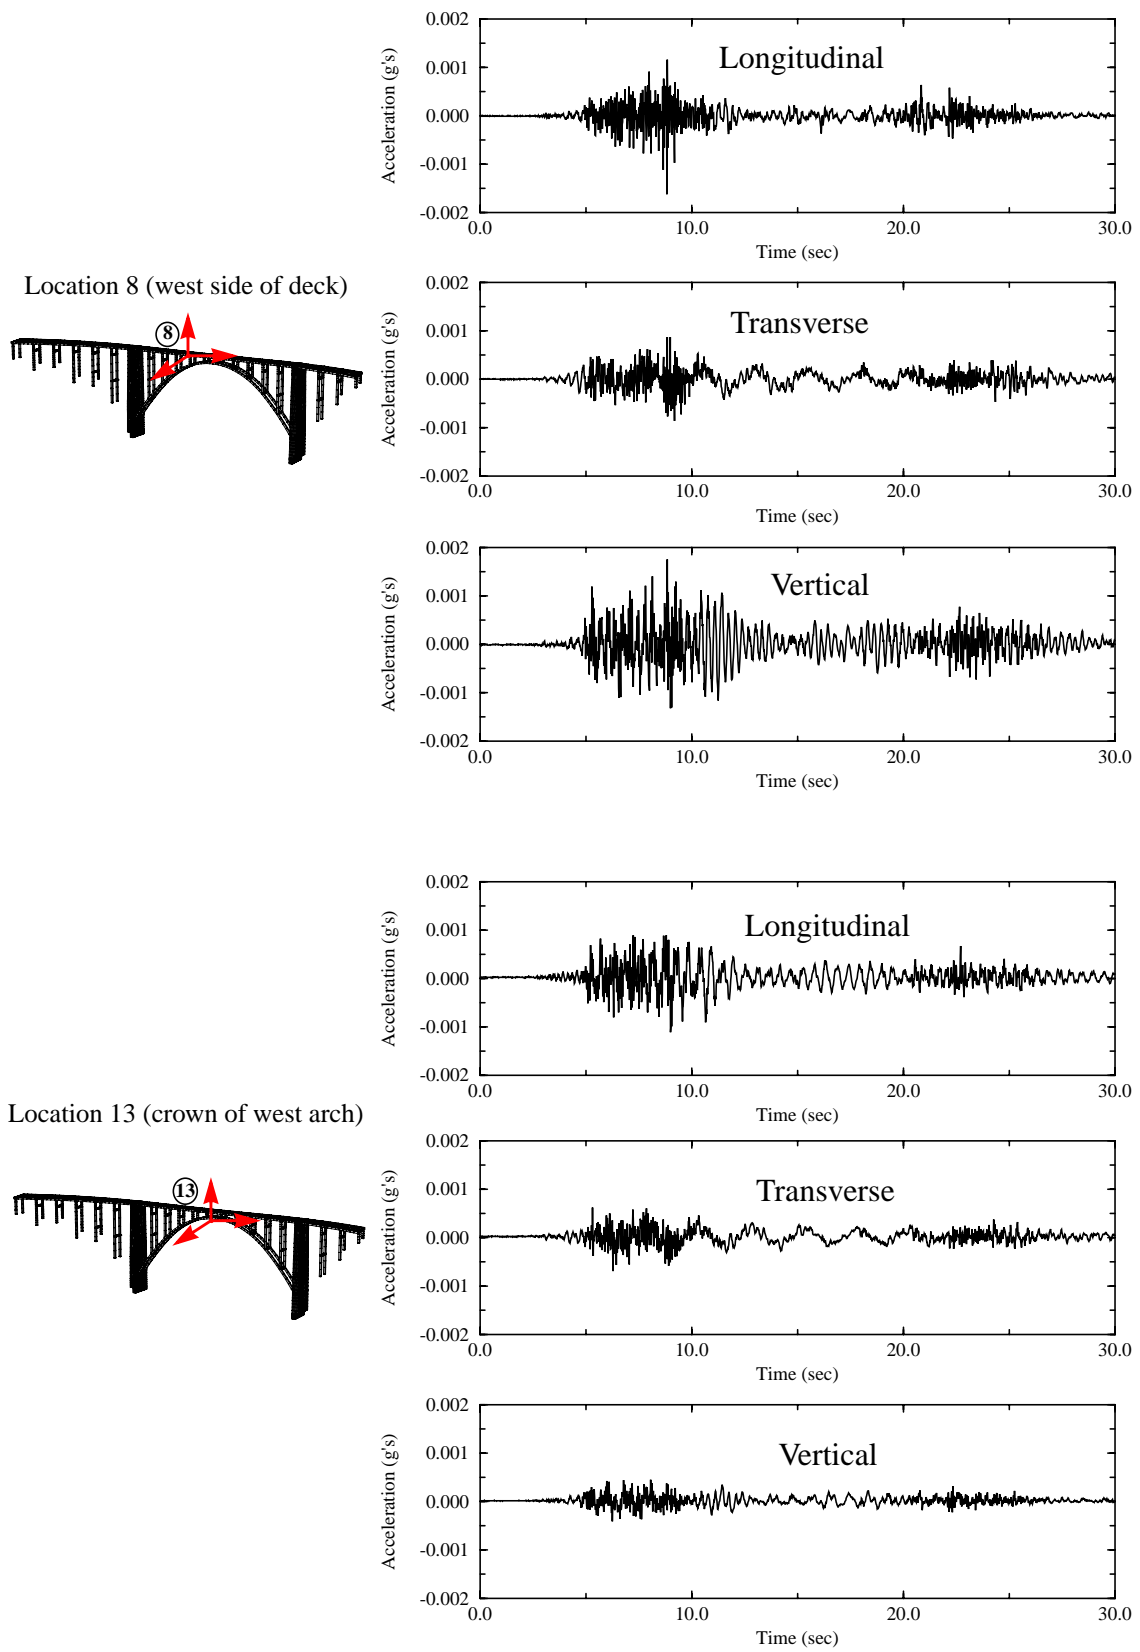 0.002
0.001
0.000
-0.001
-0.002
Acceleration (g's)
Longitudinal
0.0
10.0
20.0
30.0
Time (sec)
Location 8 (west side of deck)
8
0.002
0.001
0.000
-0.001
-0.002
Acceleration (g's)
Transverse
0.0
10.0
20.0
30.0
Time (sec)
0.002
0.001
0.000
-0.001
-0.002
Acceleration (g's)
Vertical
0.0
10.0
20.0
30.0
Time (sec)
0.002
0.001
0.000
-0.001
-0.002
Acceleration (g's)
Longitudinal
0.0
10.0
20.0
30.0
Time (sec)
Location 13 (crown of west arch)
13
0.002
0.001
0.000
-0.001
-0.002
Acceleration (g's)
Transverse
0.0
10.0
20.0
30.0
Time (sec)
0.002
0.001
0.000
-0.001
-0.002
Acceleration (g's)
Vertical
0.0
10.0
20.0
30.0
Time (sec)